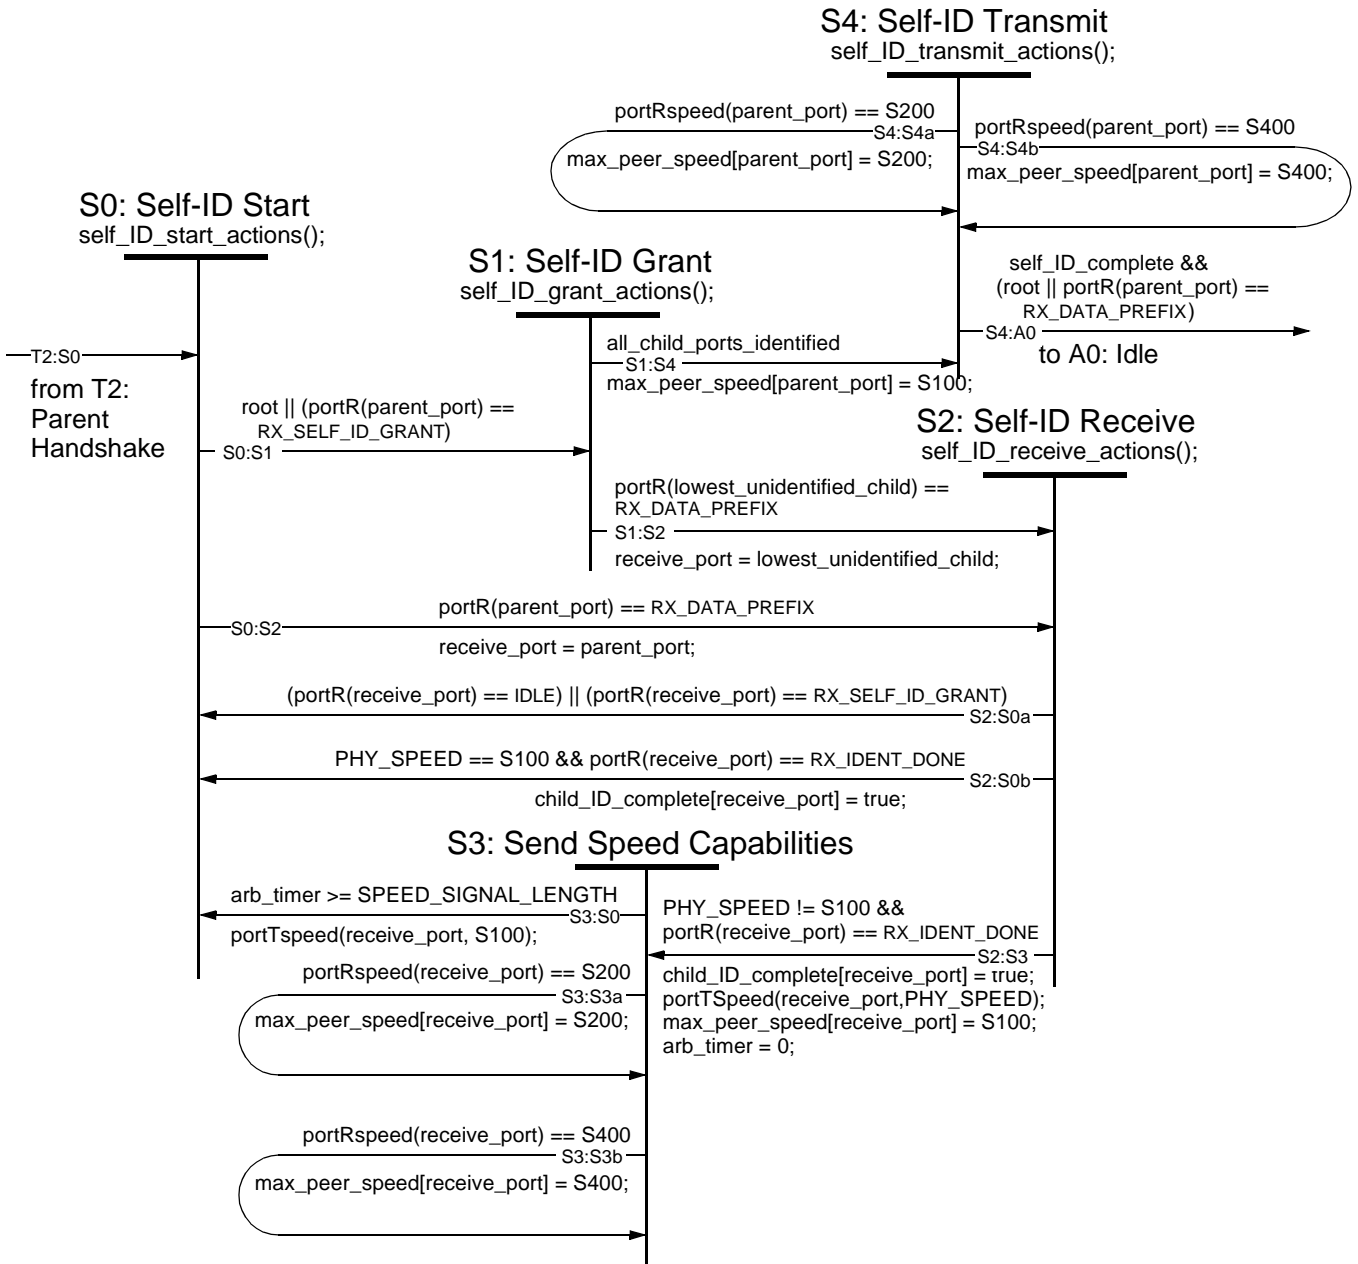 S4: Self-ID Transmit
self_ID_transmit_actions();
portRspeed(parent_port) == S200
S4:S4a
max_peer_speed[parent_port] = S200;
portRspeed(parent_port) == S400
S4:S4b
max_peer_speed[parent_port] = S400;
S0: Self-ID Start
self_ID_start_actions();
S1: Self-ID Grant
self_ID_grant_actions();
self_ID_complete &&
(root || portR(parent_port) ==
RX_DATA_PREFIX)
S4:A0
to A0: Idle
T2:S0
from T2:
Parent
Handshake
all_child_ports_identified
S1:S4
max_peer_speed[parent_port] = S100;
root || (portR(parent_port) ==
RX_SELF_ID_GRANT)
S0:S1
S2: Self-ID Receive
self_ID_receive_actions();
portR(lowest_unidentified_child) ==
RX_DATA_PREFIX
S1:S2
receive_port = lowest_unidentified_child;
portR(parent_port) == RX_DATA_PREFIX
S0:S2
receive_port = parent_port;
(portR(receive_port) == IDLE) || (portR(receive_port) == RX_SELF_ID_GRANT)
S2:S0a
PHY_SPEED == S100 && portR(receive_port) == RX_IDENT_DONE
S2:S0b
child_ID_complete[receive_port] = true;
S3: Send Speed Capabilities
arb_timer >= SPEED_SIGNAL_LENGTH
S3:S0
portTspeed(receive_port, S100);
PHY_SPEED != S100 &&
portR(receive_port) == RX_IDENT_DONE
S2:S3
child_ID_complete[receive_port] = true;
portTSpeed(receive_port,PHY_SPEED);
max_peer_speed[receive_port] = S100;
arb_timer = 0;
portRspeed(receive_port) == S200
S3:S3a
max_peer_speed[receive_port] = S200;
portRspeed(receive_port) == S400
S3:S3b
max_peer_speed[receive_port] = S400;